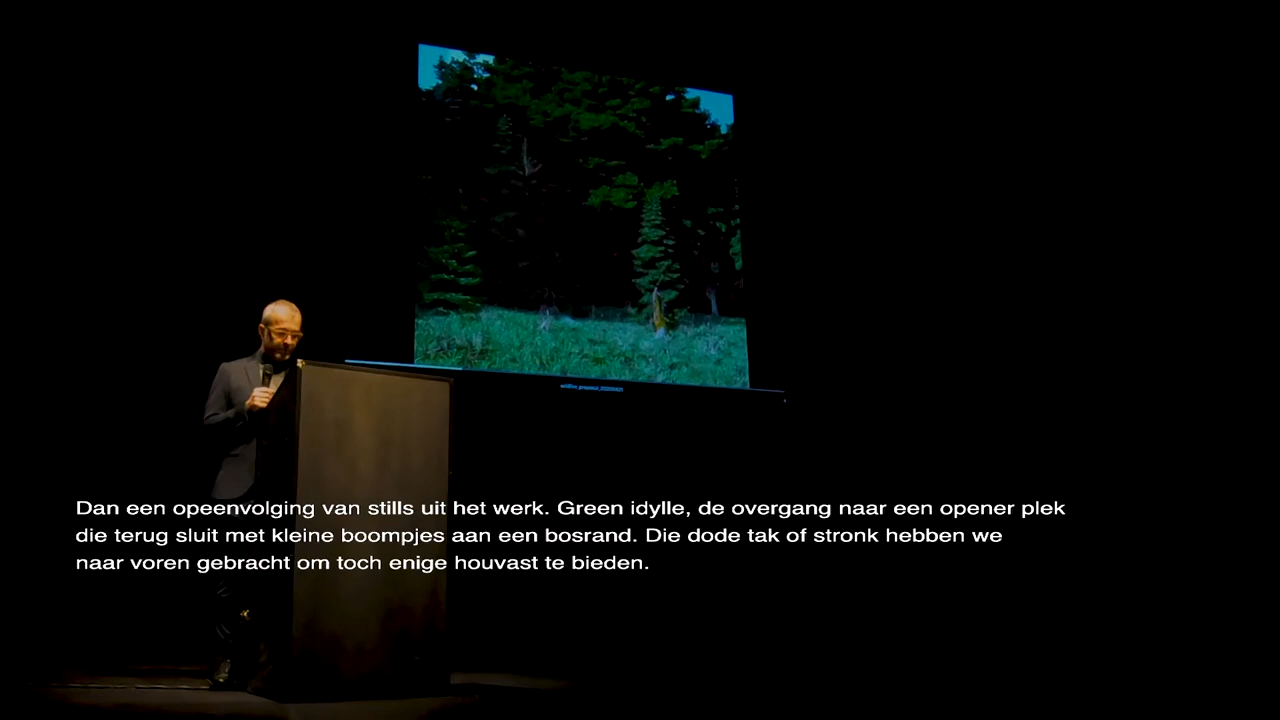 Dan een opeenvolging van stills uit het werk. Green idylle, de overgang naar een opener plek
die terug sluit met kleine boompjes aan een bosrand. Die dode tak of stronk hebben we
naar voren gebracht om toch enige houvast te bieden.